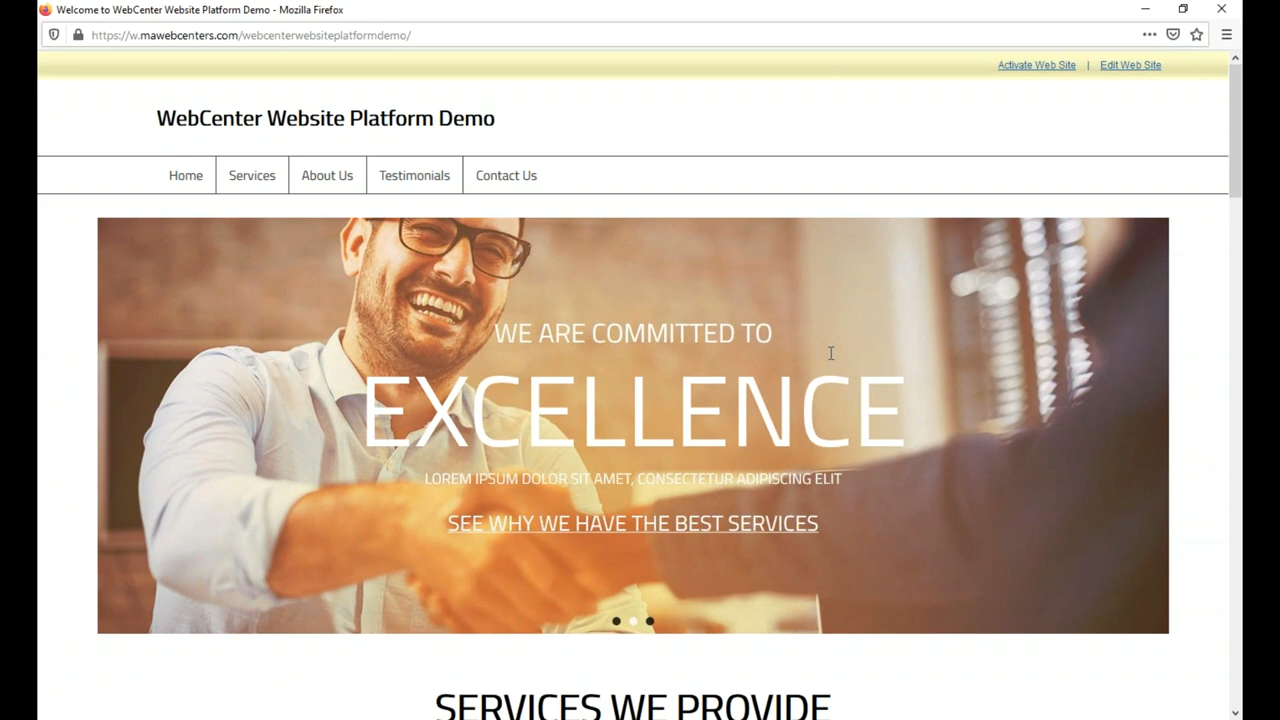 Welcome to WebCenter Website Platform Demo - Mozilla Firefox
https://w.mawebcenters.com/webcenterwebsiteplatformdemo/
Activate Web Site | Edit Web Site
WebCenter Website Platform Demo
Home Services About Us Testimonials Contact Us
WE ARE COMMITTED TO
EXCELLENCE
LOREM IPSUM DOLOR SIT AMET, CONSECTETUR ADIPISCING ELIT
SEE WHY WE HAVE THE BEST SERVICES
SERVICES WE PROVIDE